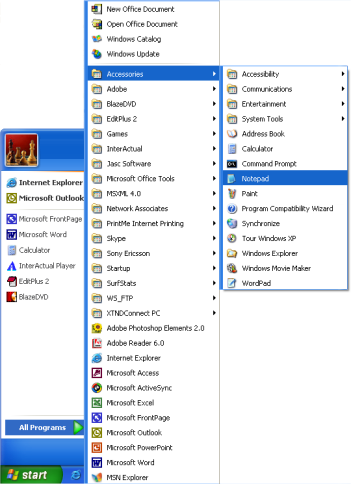 New Office Document
Open Office Document
Windows Catalog
Windows Update
Accessories
Adobe
BlazeDVD
EditPlus 2
Games
InterActual
Jasc Software
Microsoft Office Tools
MSXML 4.0
Network Associates
PrintMe Internet Printing
Skype
Sony Ericsson
Startup
SurfStats
WS_FTP
XTNDConnect PC
Adobe Photoshop Elements 2.0
Adobe Reader 6.0
Internet Explorer
Microsoft Access
Microsoft ActiveSync
Microsoft Excel
Microsoft FrontPage
Microsoft Outlook
Microsoft PowerPoint
Microsoft Word
MSN Explorer
Accessibility
Communications
Entertainment
System Tools
Address Book
Calculator
Command Prompt
Notepad
Paint
Program Compatibility Wizard
Synchronize
Tour Windows XP
Windows Explorer
Windows Movie Maker
WordPad
Internet Explorer
Microsoft Outlook
Microsoft FrontPage
Microsoft Word
Calculator
InterActual Player
EditPlus 2
BlazeDVD
All Programs
start